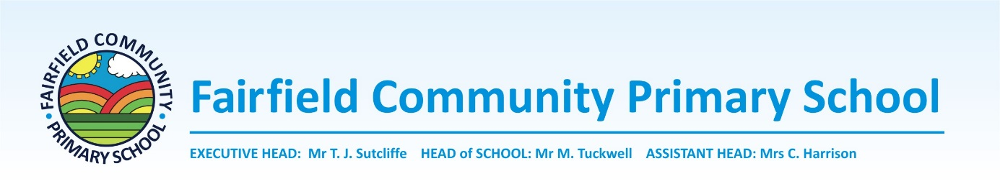 FAIRFIELD COMMUNITY
• PRIMARY SCHOOL •
Fairfield Community Primary School
EXECUTIVE HEAD: Mr T. J. Sutcliffe HEAD of SCHOOL: Mr M. Tuckwell ASSISTANT HEAD: Mrs C. Harrison